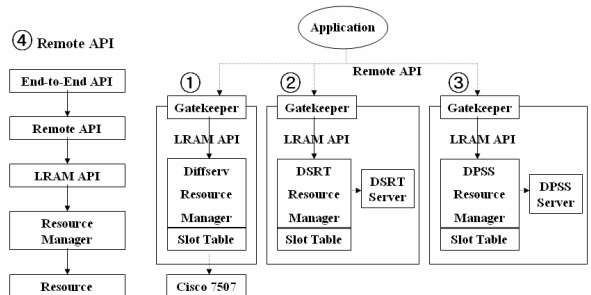 Application
④ Remote API
End-to-End API
Remote API
LRAM API
Resource
Manager
Resource
Remote API
①
Gatekeeper
LRAM API
Diffserv
Resource
Manager
Slot Table
Cisco 7507
②
Gatekeeper
LRAM API
DSRT
Resource
Manager
Slot Table
DSRT
Server
③
Gatekeeper
LRAM API
DPSS
Resource
Manager
Slot Table
DPSS
Server